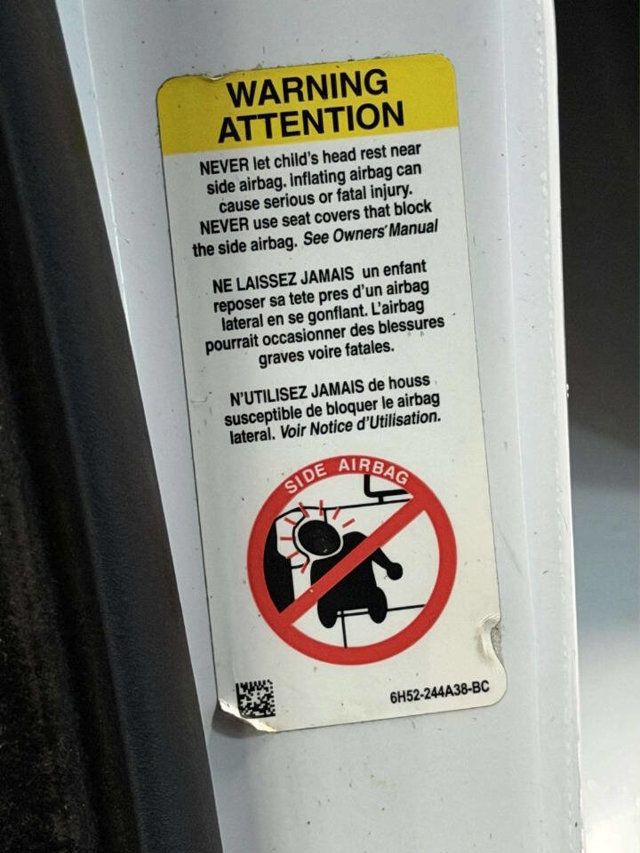 WARNING
ATTENTION
NEVER let child's head rest near
side airbag. Inflating airbag can
cause serious or fatal injury.
NEVER use seat covers that block
the side airbag. See Owners' Manual
NE LAISSEZ JAMAIS un enfant
reposer sa tete pres d'un airbag
lateral en se gonflant. L'airbag
pourrait occasionner des blessures
graves voire fatales.
N'UTILISEZ JAMAIS de houss
susceptible de bloquer le airbag
lateral. Voir Notice d'Utilisation.
SIDE AIRBAG
6H52-244A38-BC